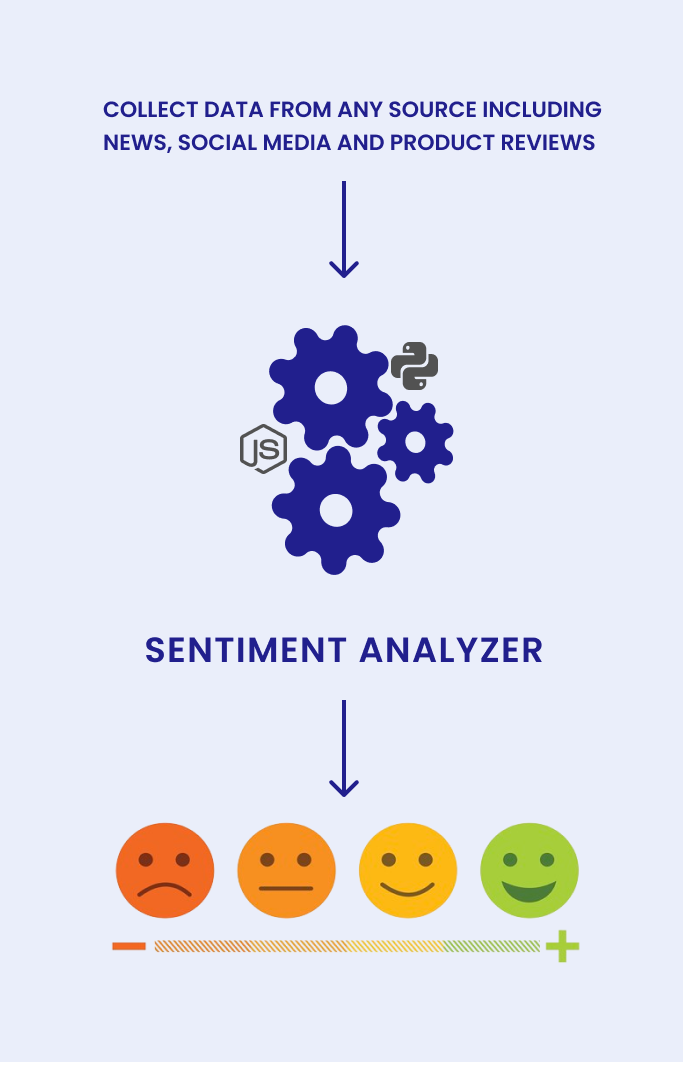 COLLECT DATA FROM ANY SOURCE INCLUDING
NEWS, SOCIAL MEDIA AND PRODUCT REVIEWS
JS
SENTIMENT ANALYZER